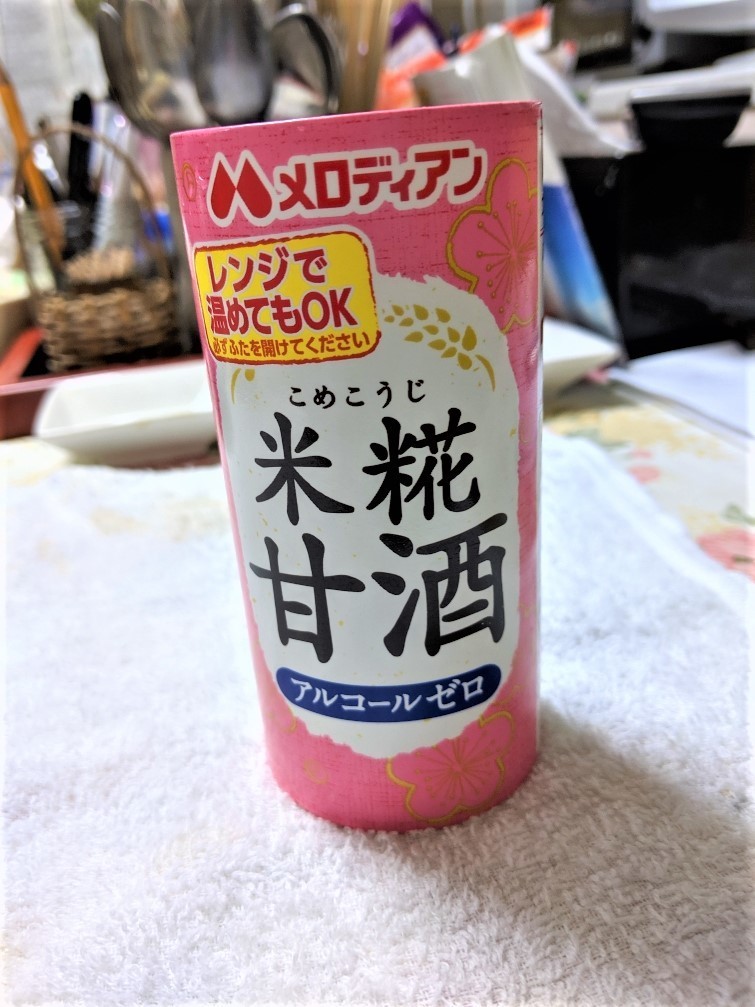 メロディアン
レンジで
温めてもOK
必ずふたを開けてください
こめこうじ
米糀
甘酒
アルコールゼロ